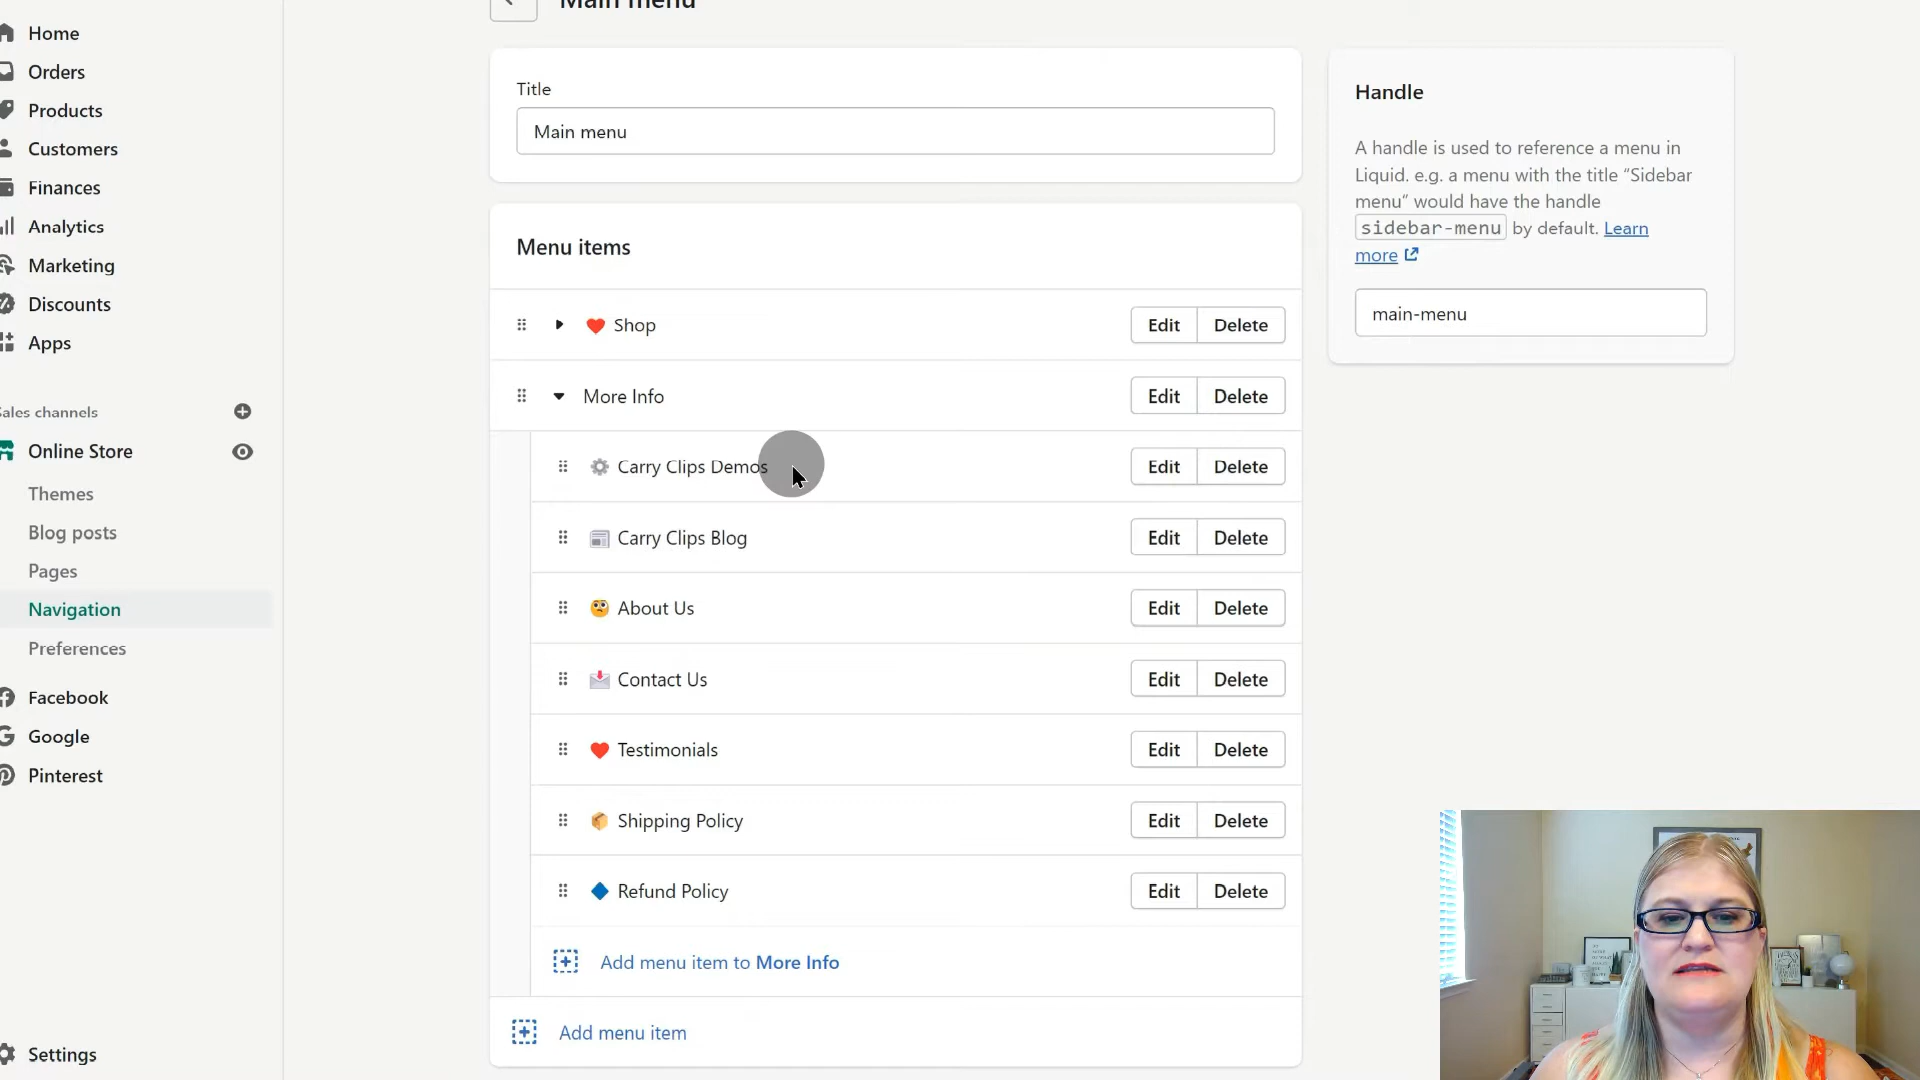 Main menu
Home
Orders
Products
Customers
Finances
Analytics
Marketing
Discounts
Apps
Sales channels
Online Store
Themes
Blog posts
Pages
Navigation
Preferences
Facebook
Google
Pinterest
Settings
Title
Main menu
Menu items
Shop Edit Delete
More Info Edit Delete
Carry Clips Demos Edit Delete
Carry Clips Blog Edit Delete
About Us Edit Delete
Contact Us Edit Delete
Testimonials Edit Delete
Shipping Policy Edit Delete
Refund Policy Edit Delete
Add menu item to More Info
Add menu item
Handle
A handle is used to reference a menu in
Liquid. e.g. a menu with the title “Sidebar
menu” would have the handle
sidebar-menu by default. Learn
more
main-menu